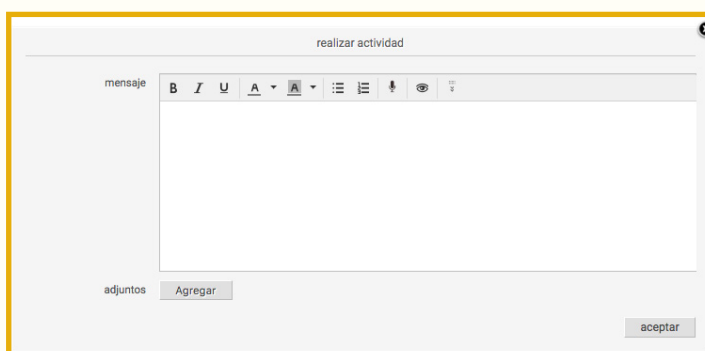 realizar actividad
mensaje
B I U A A
adjuntos Agregar
aceptar